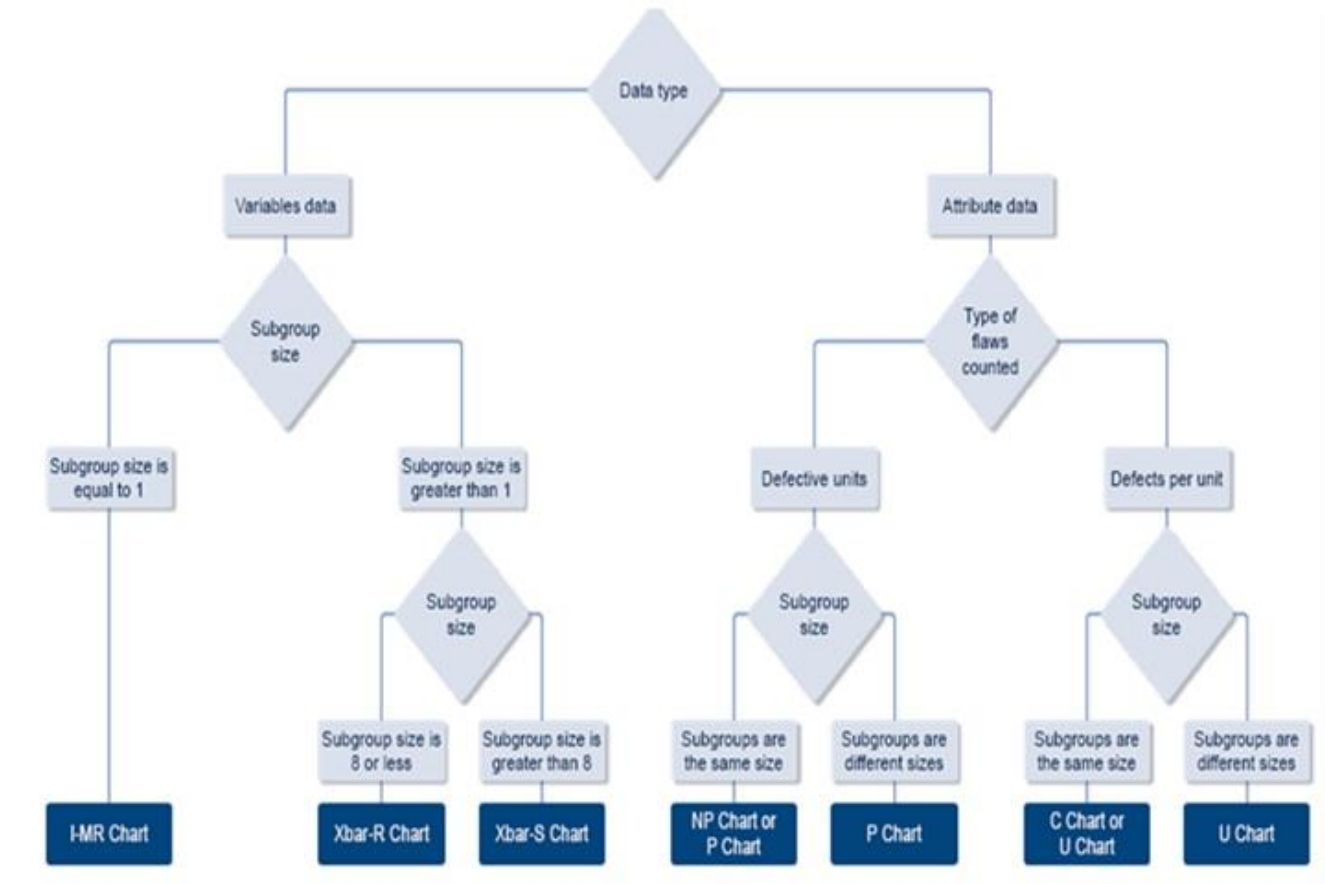 Data type
Variables data
Attribute data
Subgroup
size
Type of
flaws
counted
Subgroup size is
equal to 1
Subgroup size is
greater than 1
Defective units
Defects per unit
Subgroup
size
Subgroup
size
Subgroup
size
Subgroup size is
8 or less
Subgroup size is
greater than 8
Subgroups are
the same size
Subgroups are
different sizes
Subgroups are
the same size
Subgroups are
different sizes
I-MR Chart
Xbar-R Chart
Xbar-S Chart
NP Chart or
P Chart
P Chart
C Chart or
U Chart
U Chart